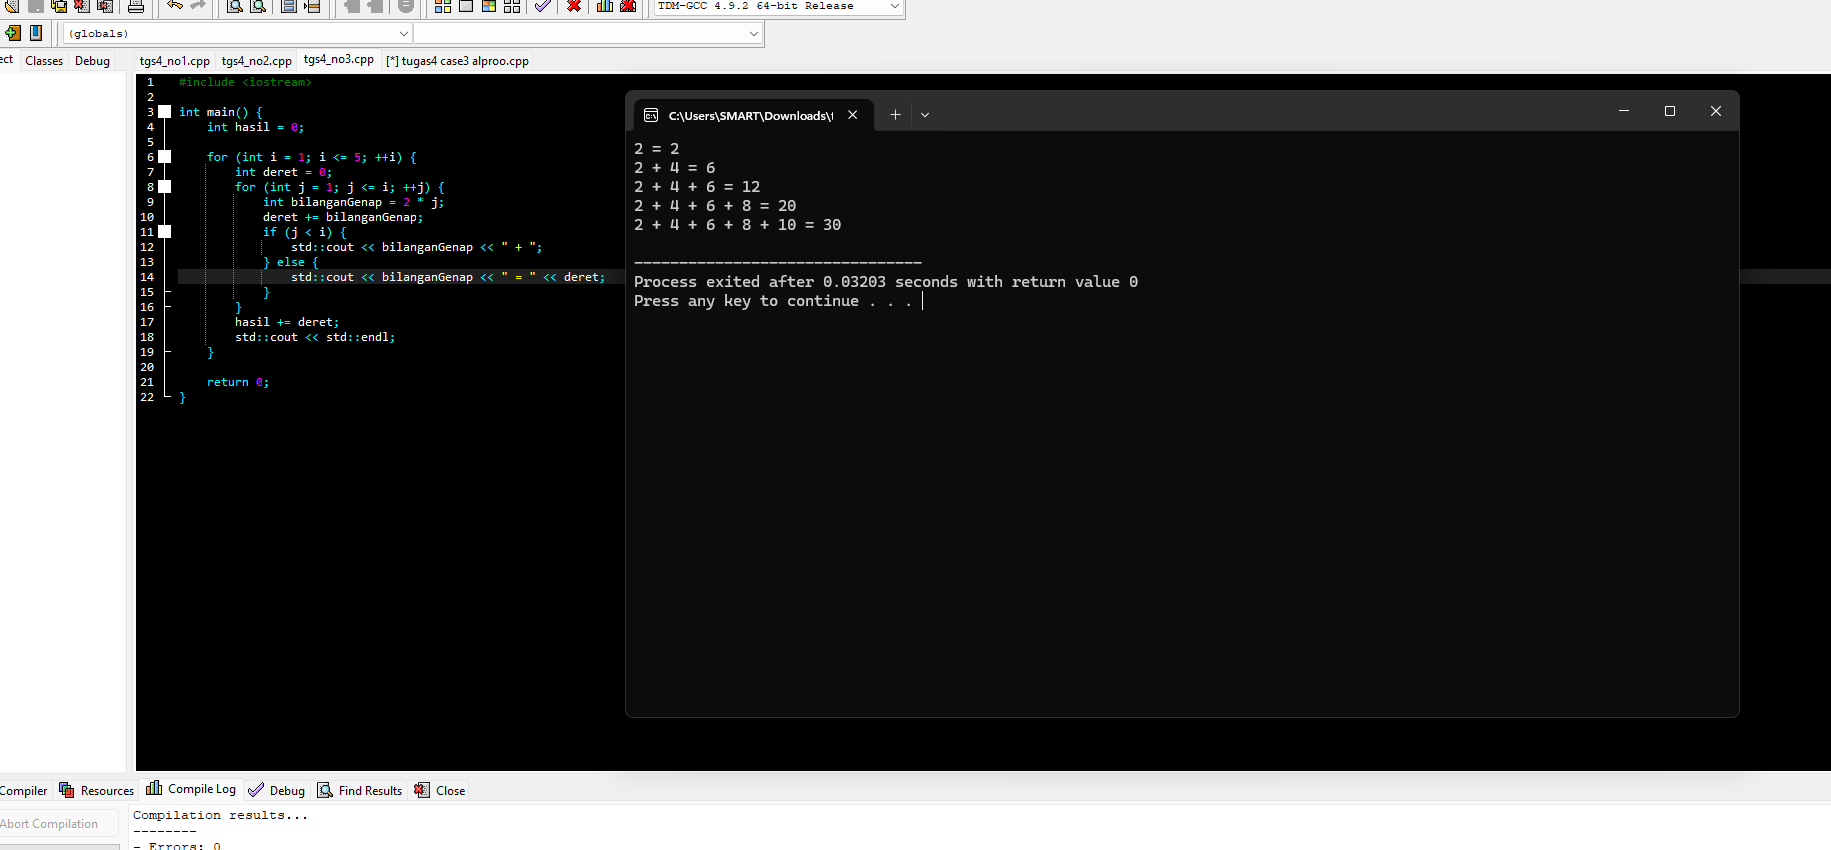 TDM-GCC 4.9.2 64-bit Release
(globals)
ect Classes Debug
tgs4_no1.cpp tgs4_no2.cpp tgs4_no3.cpp [*] tugas4 case3 alproo.cpp
1 #include <iostream>
2
3 int main() {
4 int hasil = 0;
5
6 for (int i = 1; i <= 5; ++i) {
7 int deret = 0;
8 for (int j = 1; j <= i; ++j) {
9 int bilanganGenap = 2 * j;
10 deret += bilanganGenap;
11 if (j < i) {
12 std::cout << bilanganGenap << " + ";
13 } else {
14 std::cout << bilanganGenap << " = " << deret;
15 }
16 }
17 hasil += deret;
18 std::cout << std::endl;
19 }
20
21 return 0;
22 }
C:\Users\SMART\Downloads\t
2 = 2
2 + 4 = 6
2 + 4 + 6 = 12
2 + 4 + 6 + 8 = 20
2 + 4 + 6 + 8 + 10 = 30
--------------------------------
Process exited after 0.03203 seconds with return value 0
Press any key to continue . . .
Compiler Resources Compile Log Debug Find Results Close
Abort Compilation
Compilation results...
--------
- Errors: 0